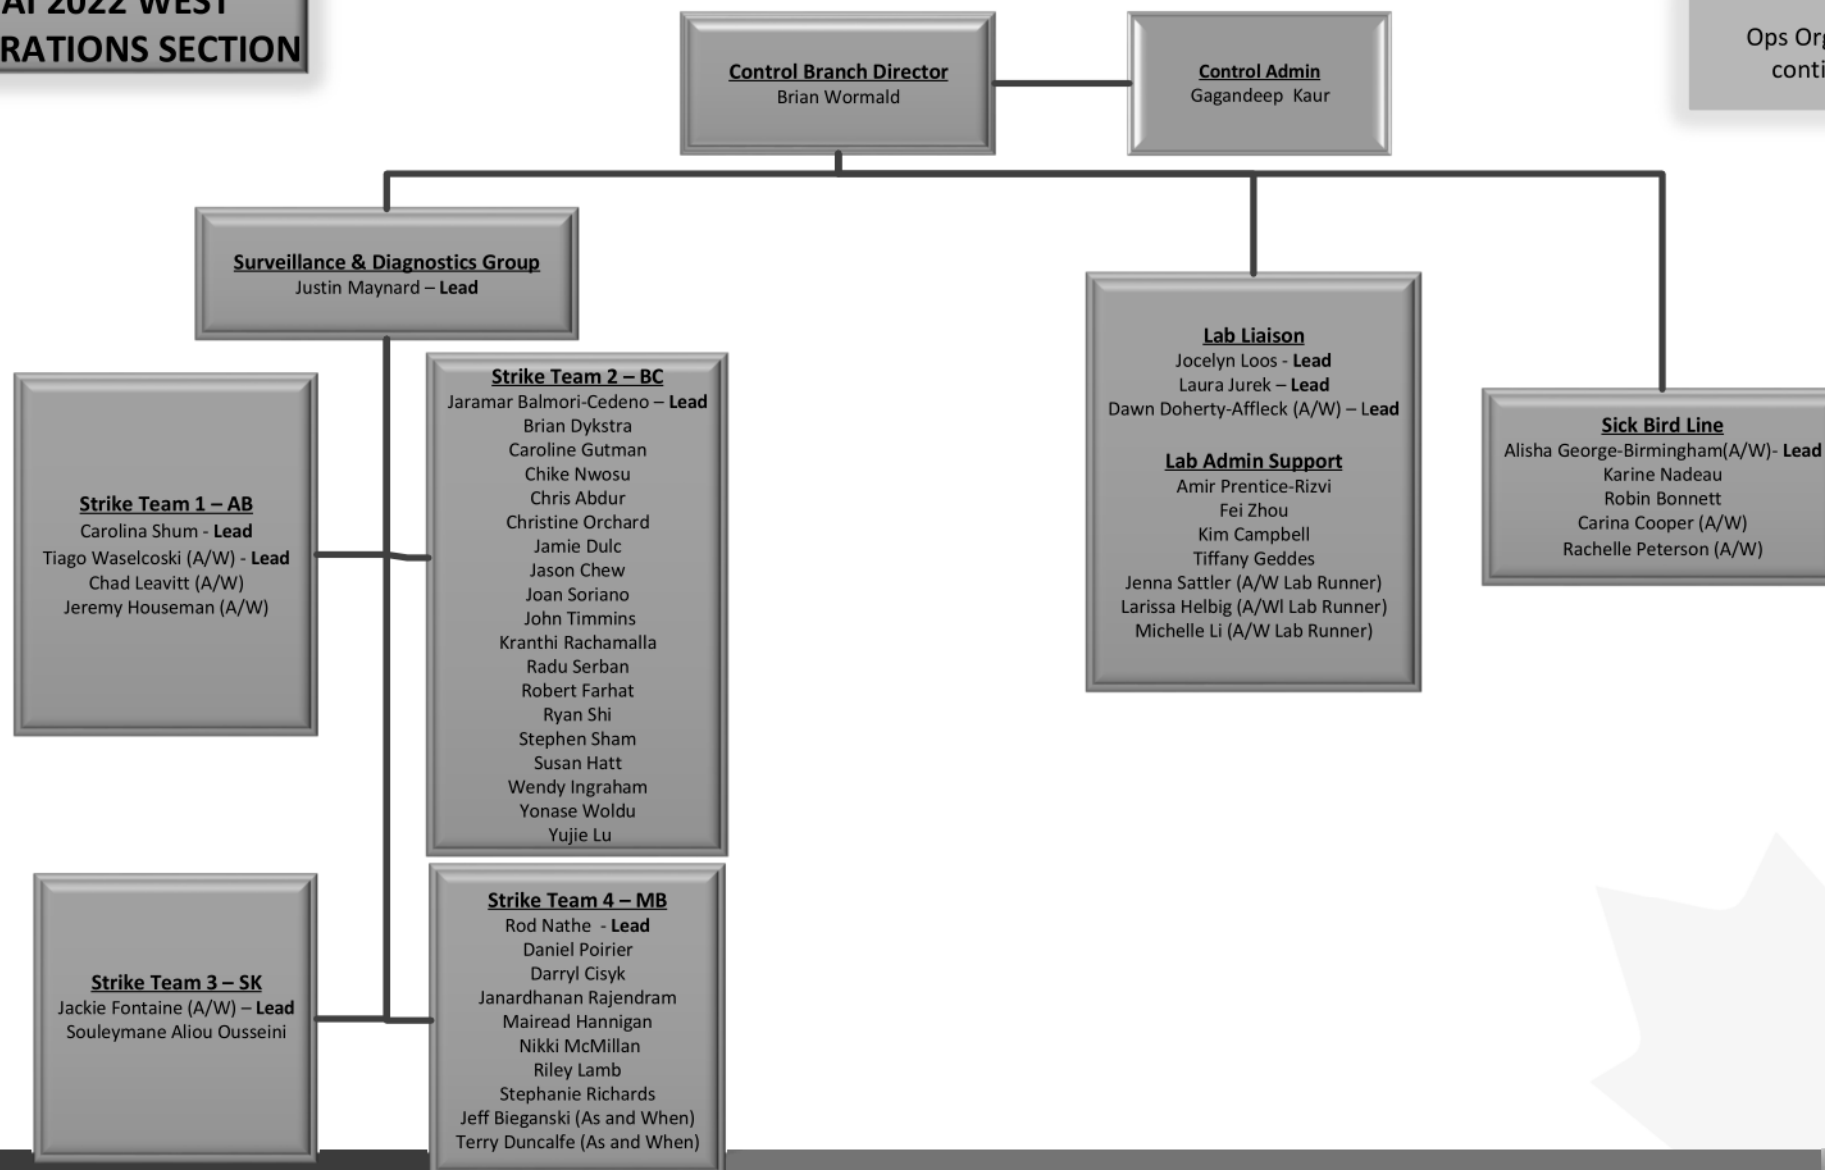 AI 2022 WEST
RATIONS SECTION
Control Branch Director
Brian Wormald
Control Admin
Gagandeep Kaur
Ops Org
conti
Surveillance & Diagnostics Group
Justin Maynard – Lead
Strike Team 1 – AB
Carolina Shum - Lead
Tiago Waselcoski (A/W) - Lead
Chad Leavitt (A/W)
Jeremy Houseman (A/W)
Strike Team 2 – BC
Jaramar Balmori-Cedeno – Lead
Brian Dykstra
Caroline Gutman
Chike Nwosu
Chris Abdur
Christine Orchard
Jamie Dulc
Jason Chew
Joan Soriano
John Timmins
Kranthi Rachamalla
Radu Serban
Robert Farhat
Ryan Shi
Stephen Sham
Susan Hatt
Wendy Ingraham
Yonase Woldu
Yujie Lu
Lab Liaison
Jocelyn Loos - Lead
Laura Jurek – Lead
Dawn Doherty-Affleck (A/W) – Lead
Lab Admin Support
Amir Prentice-Rizvi
Fei Zhou
Kim Campbell
Tiffany Geddes
Jenna Sattler (A/W Lab Runner)
Larissa Helbig (A/Wl Lab Runner)
Michelle Li (A/W Lab Runner)
Sick Bird Line
Alisha George-Birmingham(A/W)- Lead
Karine Nadeau
Robin Bonnett
Carina Cooper (A/W)
Rachelle Peterson (A/W)
Strike Team 3 – SK
Jackie Fontaine (A/W) – Lead
Souleymane Aliou Ousseini
Strike Team 4 – MB
Rod Nathe - Lead
Daniel Poirier
Darryl Cisyk
Janardhanan Rajendram
Mairead Hannigan
Nikki McMillan
Riley Lamb
Stephanie Richards
Jeff Bieganski (As and When)
Terry Duncalfe (As and When)